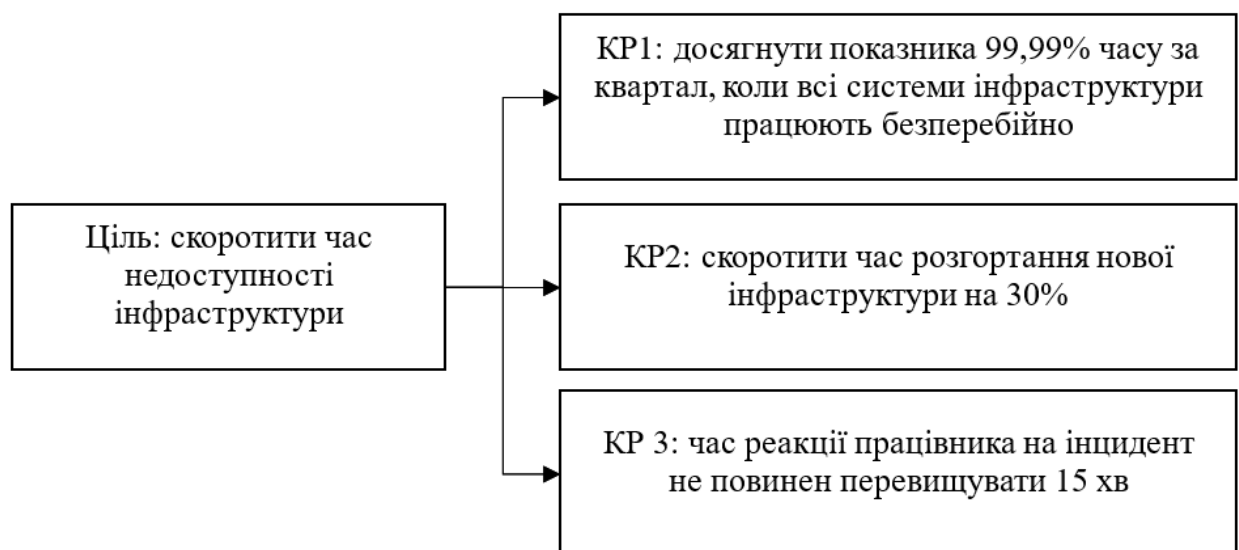 КР1: досягнути показника 99,99% часу за
квартал, коли всі системи інфраструктури
працюють безперебійно
Ціль: скоротити час
недоступності
інфраструктури
КР2: скоротити час розгортання нової
інфраструктури на 30%
КР 3: час реакції працівника на інцидент
не повинен перевищувати 15 хв